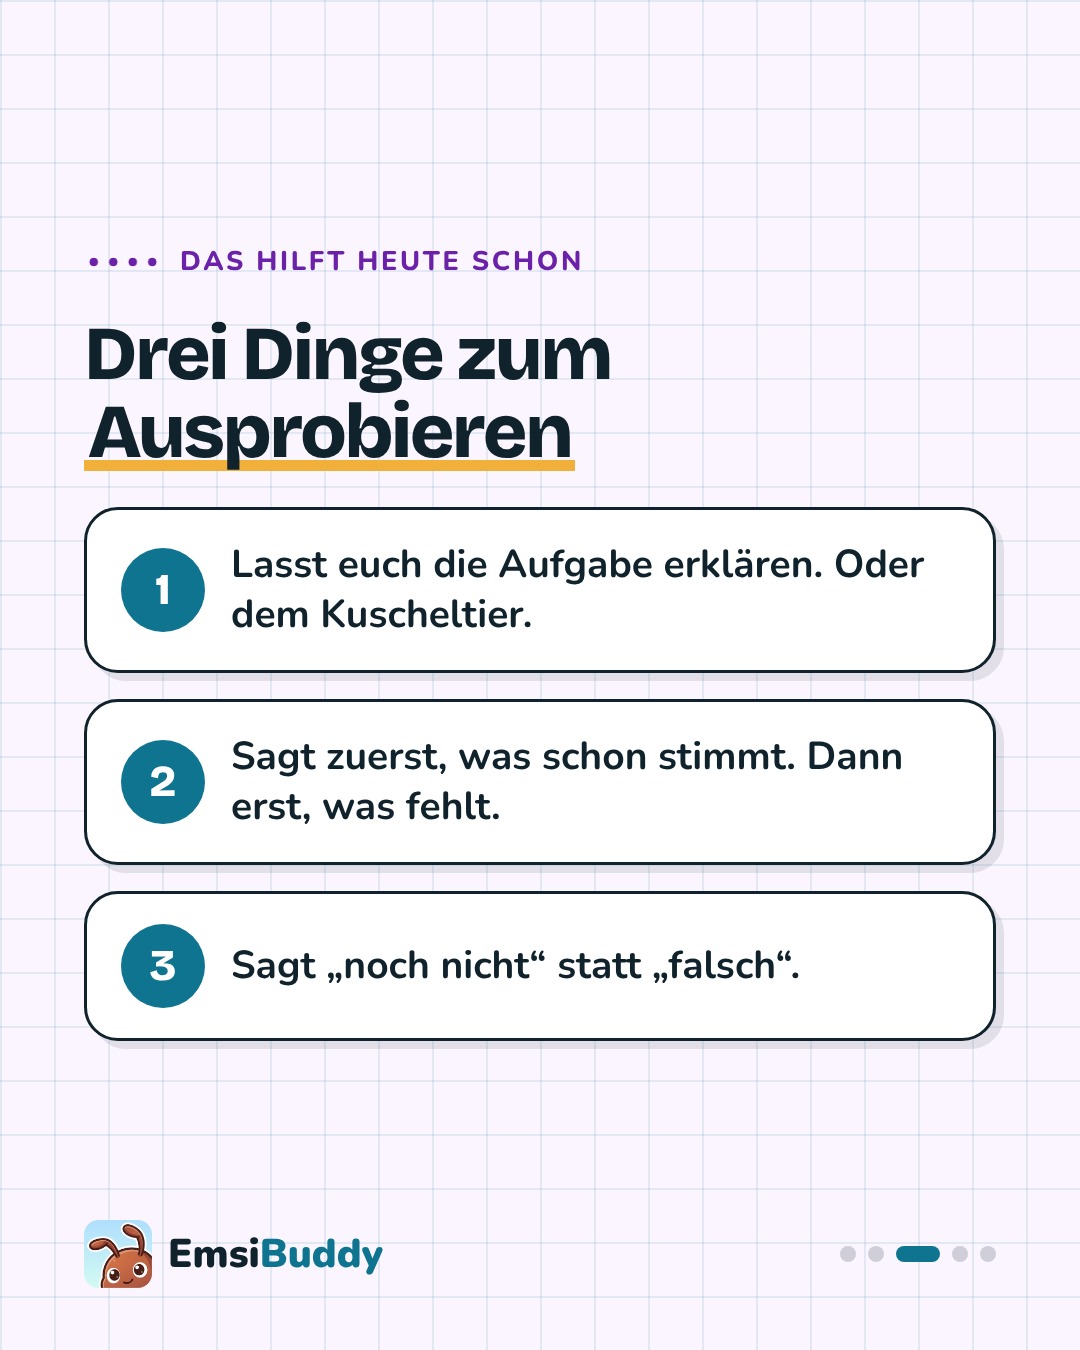 DAS HILFT HEUTE SCHON
Drei Dinge zum
Ausprobieren
1
Lasst euch die Aufgabe erklären. Oder
dem Kuscheltier.
2
Sagt zuerst, was schon stimmt. Dann
erst, was fehlt.
3
Sagt „noch nicht“ statt „falsch“.
EmsiBuddy